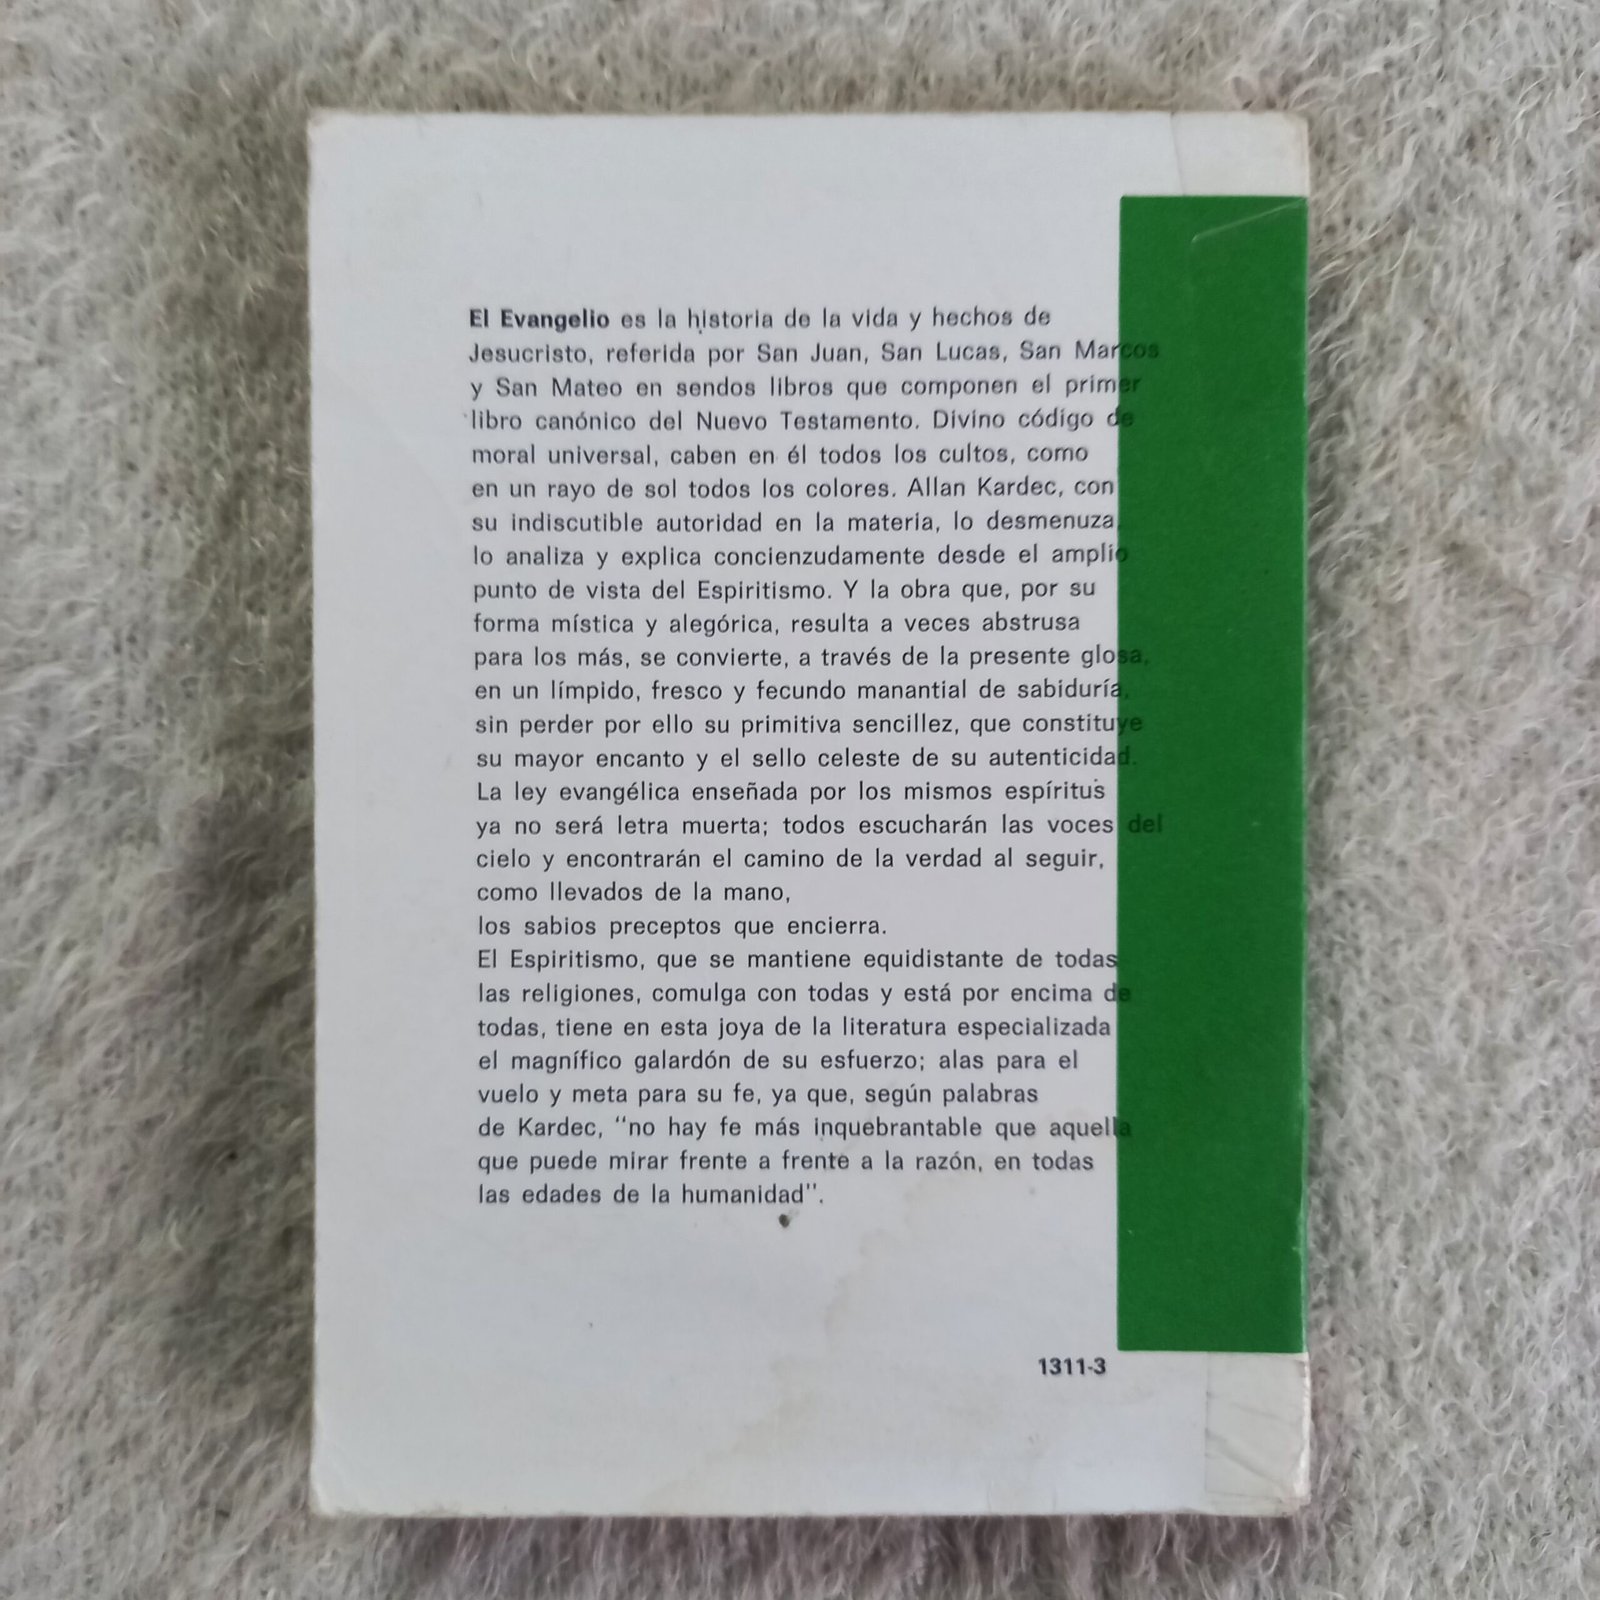 El Evangelio es la historia de la vida y hechos de
Jesucristo, referida por San Juan, San Lucas, San Marcos
y San Mateo en sendos libros que componen el primer
libro canónico del Nuevo Testamento. Divino código de
moral universal, caben en él todos los cultos, como
en un rayo de sol todos los colores. Allan Kardec, con
su indiscutible autoridad en la materia, lo desmenuza,
lo analiza y explica concienzudamente desde el amplio
punto de vista del Espiritismo. Y la obra que, por su
forma mística y alegórica, resulta a veces abstrusa
para los más, se convierte, a través de la presente glosa,
en un límpido, fresco y fecundo manantial de sabiduría,
sin perder por ello su primitiva sencillez, que constituye
su mayor encanto y el sello celeste de su autenticidad.
La ley evangélica enseñada por los mismos espíritus
ya no será letra muerta; todos escucharán las voces del
cielo y encontrarán el camino de la verdad al seguir,
como llevados de la mano,
los sabios preceptos que encierra.
El Espiritismo, que se mantiene equidistante de todas
las religiones, comulga con todas y está por encima de
todas, tiene en esta joya de la literatura especializada
el magnífico galardón de su esfuerzo; alas para el
vuelo y meta para su fe, ya que, según palabras
de Kardec, "no hay fe más inquebrantable que aquella
que puede mirar frente a frente a la razón, en todas
las edades de la humanidad".
1311-3